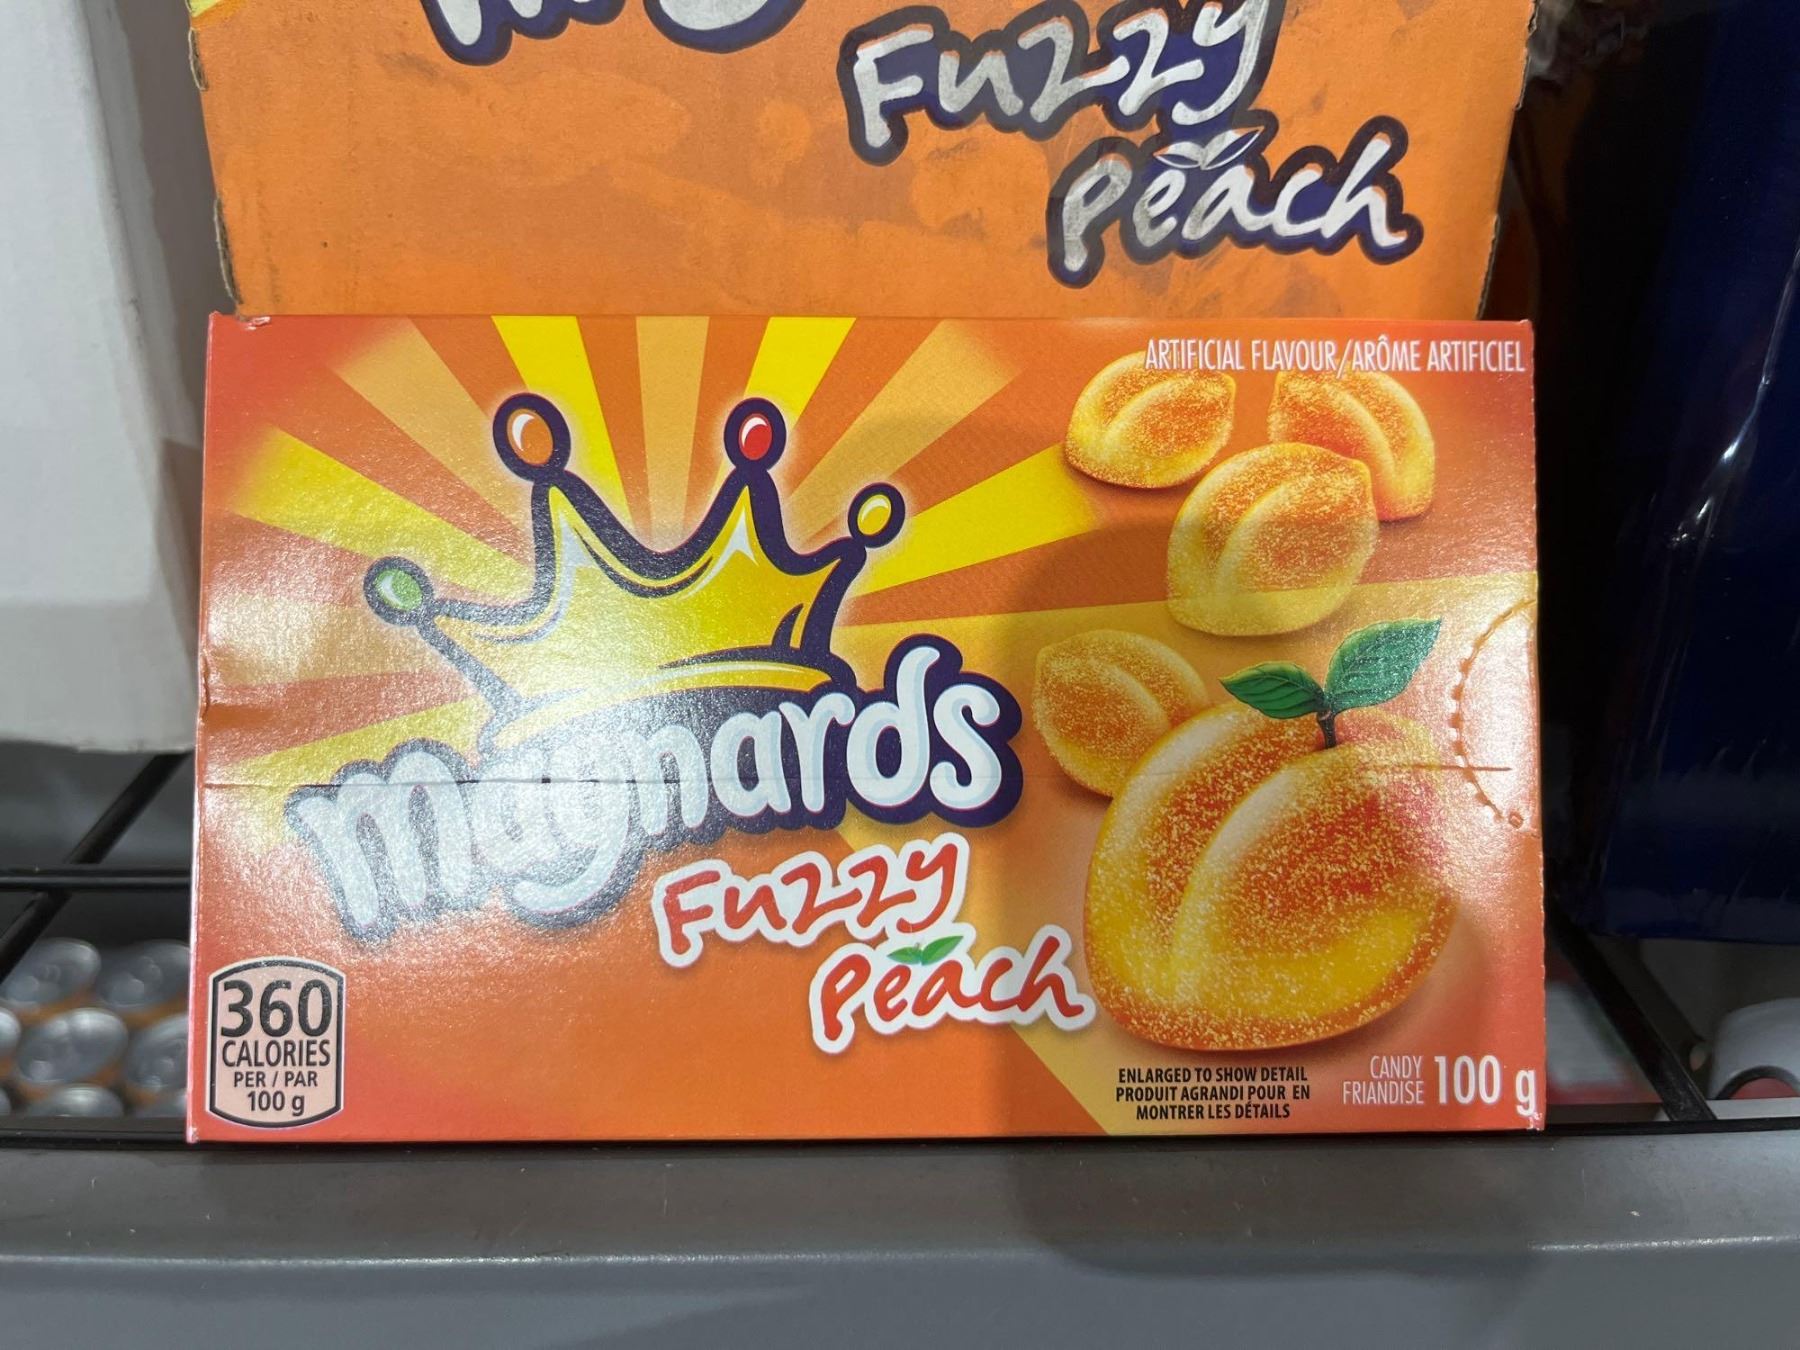 Fuzzy
Peach
ARTIFICIAL FLAVOUR/ARÔME ARTIFICIEL
maynards
Fuzzy
Peach
360
CALORIES
PER / PAR
100 g
ENLARGED TO SHOW DETAIL
PRODUIT AGRANDI POUR EN
MONTRER LES DÉTAILS
CANDY
FRIANDISE
100 g